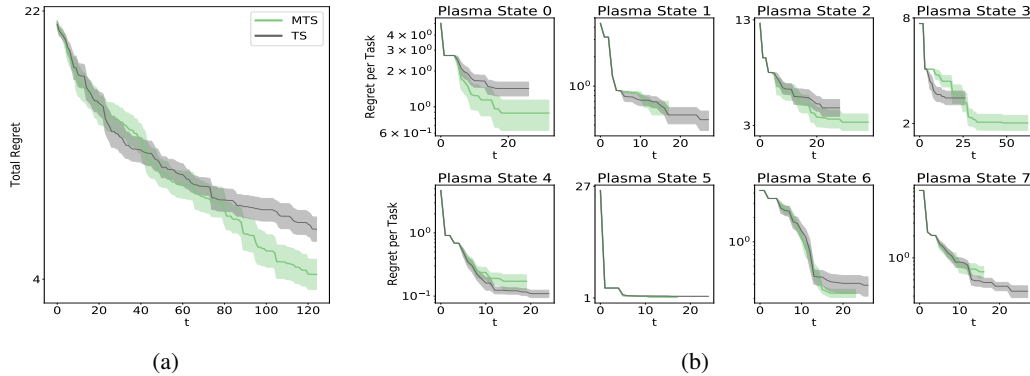 22
4
Total Regret
0 20 40 60 80 100 120
t
MTS
TS
(a)
Plasma State 0
4 × 10⁰
3 × 10⁰
2 × 10⁰
10⁰
6 × 10⁻¹
Regret per Task
0 20
t
Plasma State 1
10⁰
0 20
t
Plasma State 2
13
3
0 20
t
Plasma State 3
8
2
0 25 50
t
Plasma State 4
10⁰
10⁻¹
Regret per Task
0 10 20
t
Plasma State 5
27
1
0 10 20
t
Plasma State 6
10⁰
0 10 20
t
Plasma State 7
10⁰
0 10 20
t
(b)